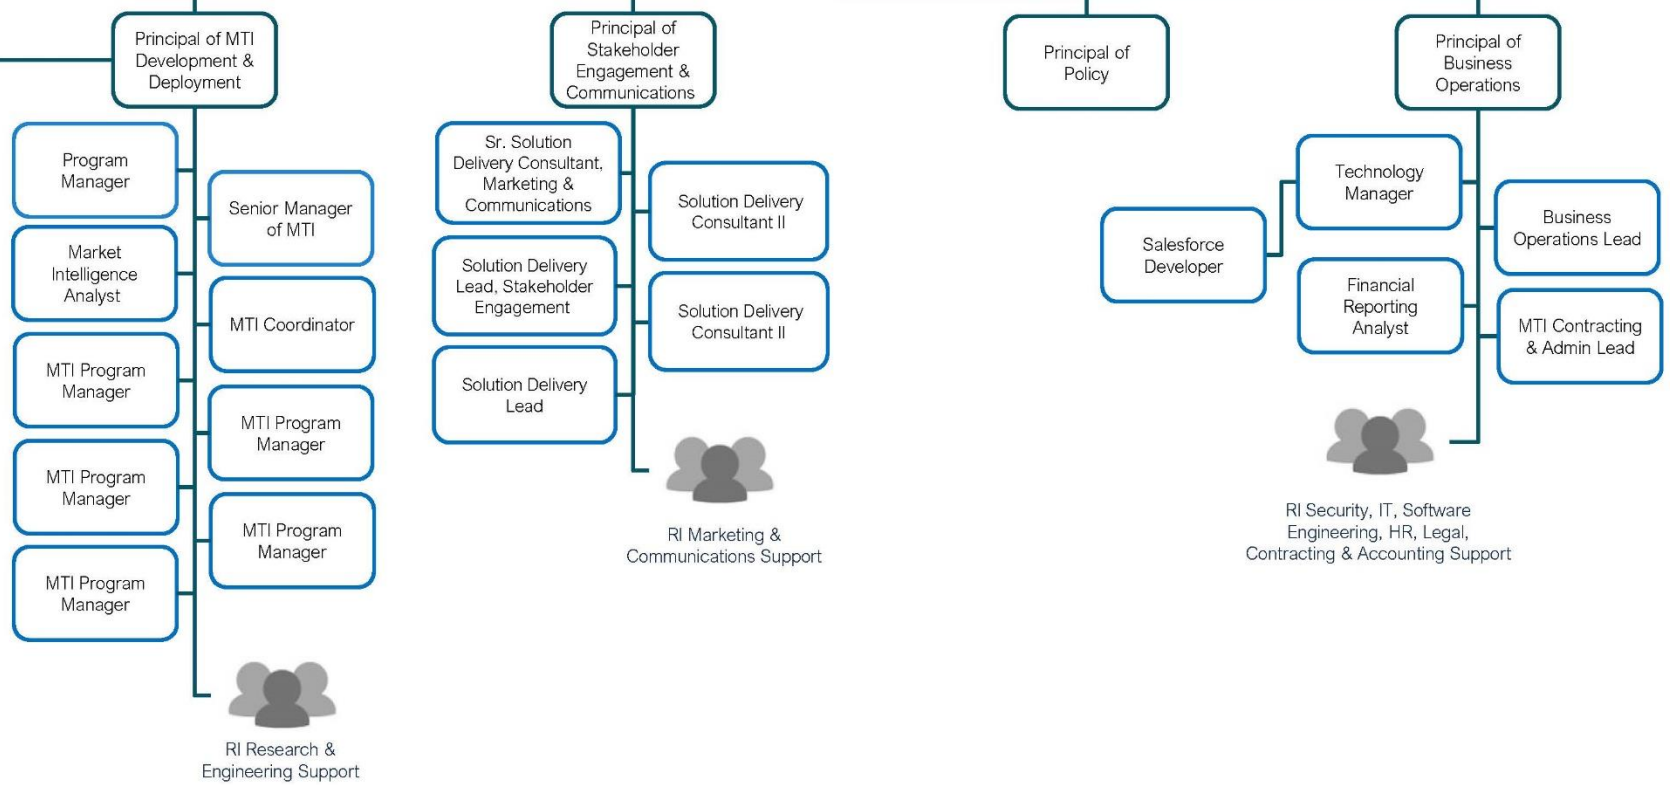 Principal of MTI
Development &
Deployment
Program
Manager
Senior Manager
of MTI
Market
Intelligence
Analyst
MTI Coordinator
MTI Program
Manager
MTI Program
Manager
MTI Program
Manager
MTI Program
Manager
MTI Program
Manager
RI Research &
Engineering Support
Principal of
Stakeholder
Engagement &
Communications
Sr. Solution
Delivery Consultant,
Marketing &
Communications
Solution Delivery
Consultant II
Solution Delivery
Lead, Stakeholder
Engagement
Solution Delivery
Consultant II
Solution Delivery
Lead
RI Marketing &
Communications Support
Principal of
Policy
Principal of
Business
Operations
Technology
Manager
Business
Operations Lead
Salesforce
Developer
Financial
Reporting
Analyst
MTI Contracting
& Admin Lead
RI Security, IT, Software
Engineering, HR, Legal,
Contracting & Accounting Support